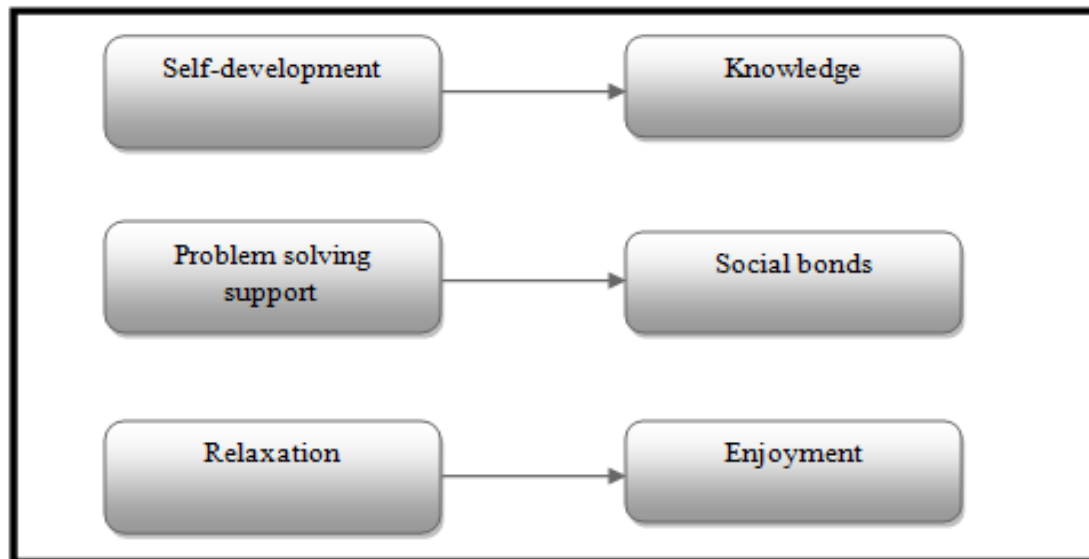 Self-development
Knowledge
Problem solving
support
Social bonds
Relaxation
Enjoyment